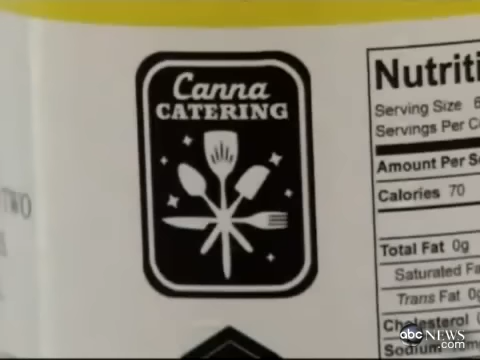 Canna
CATERING
TWO
Nutriti
Serving Size 6
Servings Per C
Amount Per S
Calories 70
Total Fat 0g
Saturated Fa
Trans Fat 0g
Cholesterol
Sodium
abc NEWS
.com